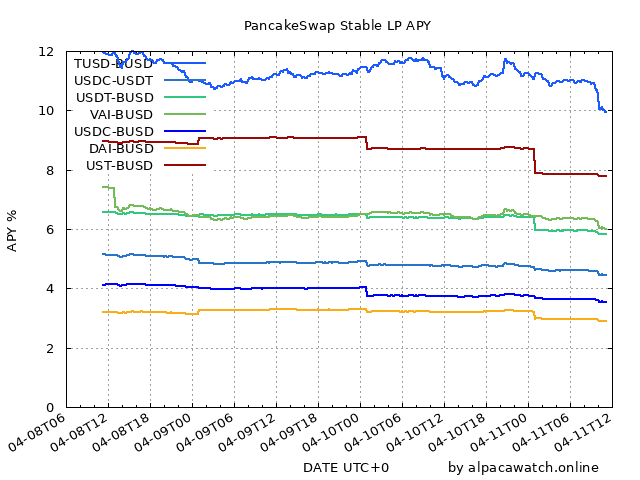 PancakeSwap Stable LP APY
12
10
8
6
4
2
0
APY %
TUSD-BUSD
USDC-USDT
USDT-BUSD
VAI-BUSD
USDC-BUSD
DAI-BUSD
UST-BUSD
04-08T06
04-08T12
04-08T18
04-09T00
04-09T06
04-09T12
04-09T18
04-10T00
04-10T06
04-10T12
04-10T18
04-11T00
04-11T06
04-11T12
DATE UTC+0
by alpacawatch.online